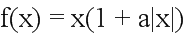 f(x) = x(1 + a|x|)